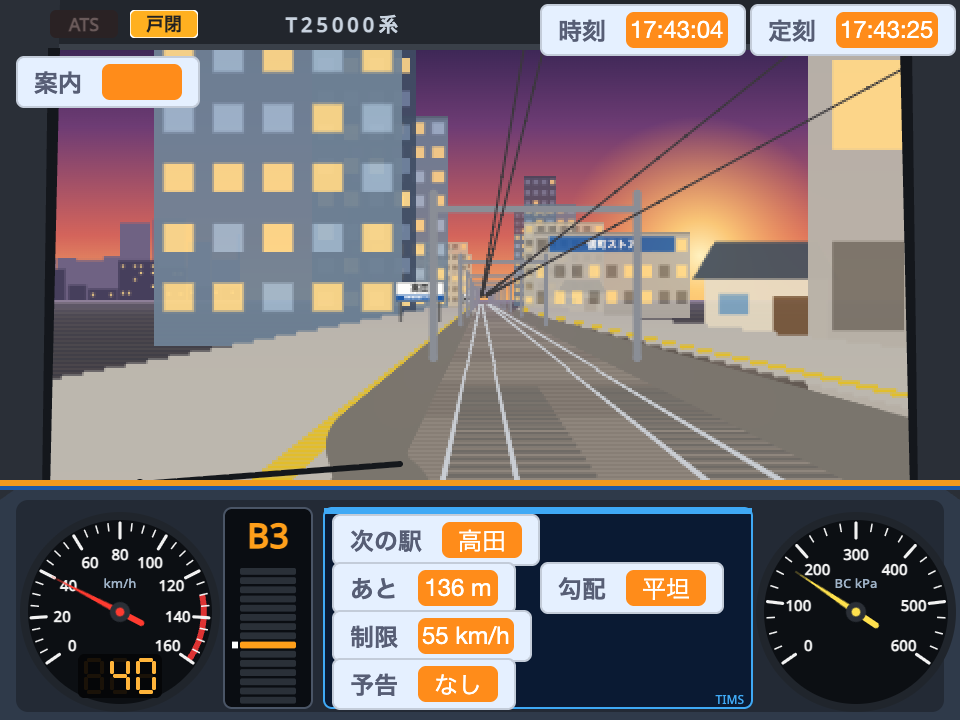 ATS
戸閉
T25000系
時刻 17:43:04
定刻 17:43:25
案内
高田
B3
次の駅 高田
あと 136 m
勾配 平坦
制限 55 km/h
予告 なし
TIMS
km/h
0 20 40 60 80 100 120 140 160
40
BC kPa
0 100 200 300 400 500 600